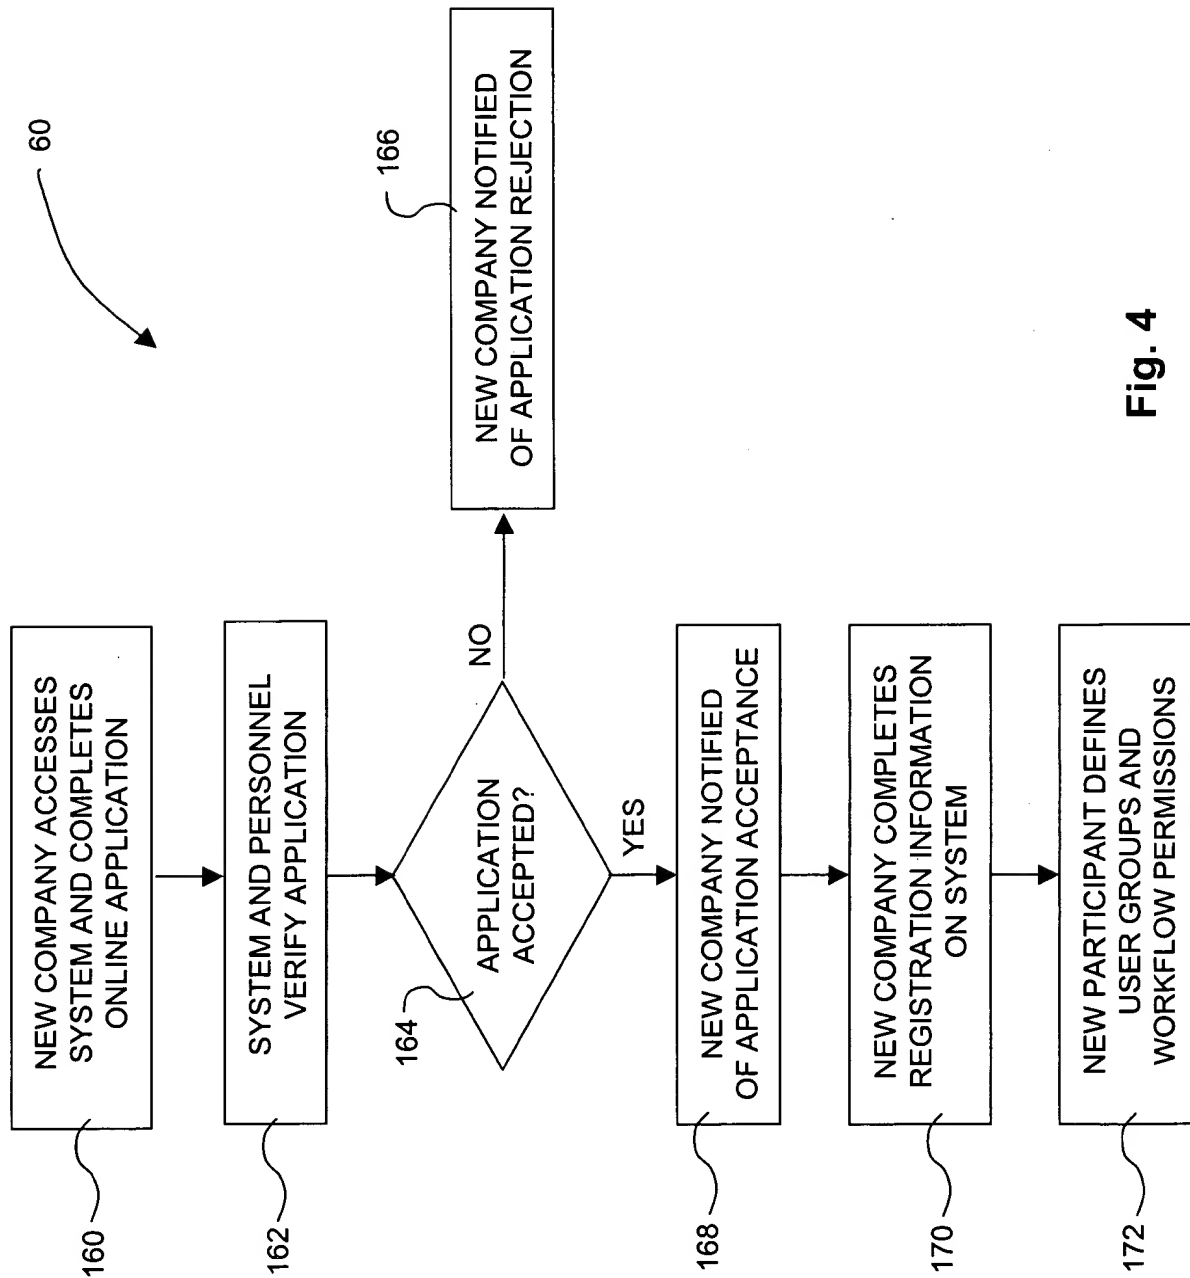 60
160
NEW COMPANY ACCESSES
SYSTEM AND COMPLETES
ONLINE APPLICATION
162
SYSTEM AND PERSONNEL
VERIFY APPLICATION
164
APPLICATION
ACCEPTED?
NO
166
NEW COMPANY NOTIFIED
OF APPLICATION REJECTION
YES
168
NEW COMPANY NOTIFIED
OF APPLICATION ACCEPTANCE
170
NEW COMPANY COMPLETES
REGISTRATION INFORMATION
ON SYSTEM
172
NEW PARTICIPANT DEFINES
USER GROUPS AND
WORKFLOW PERMISSIONS
Fig. 4